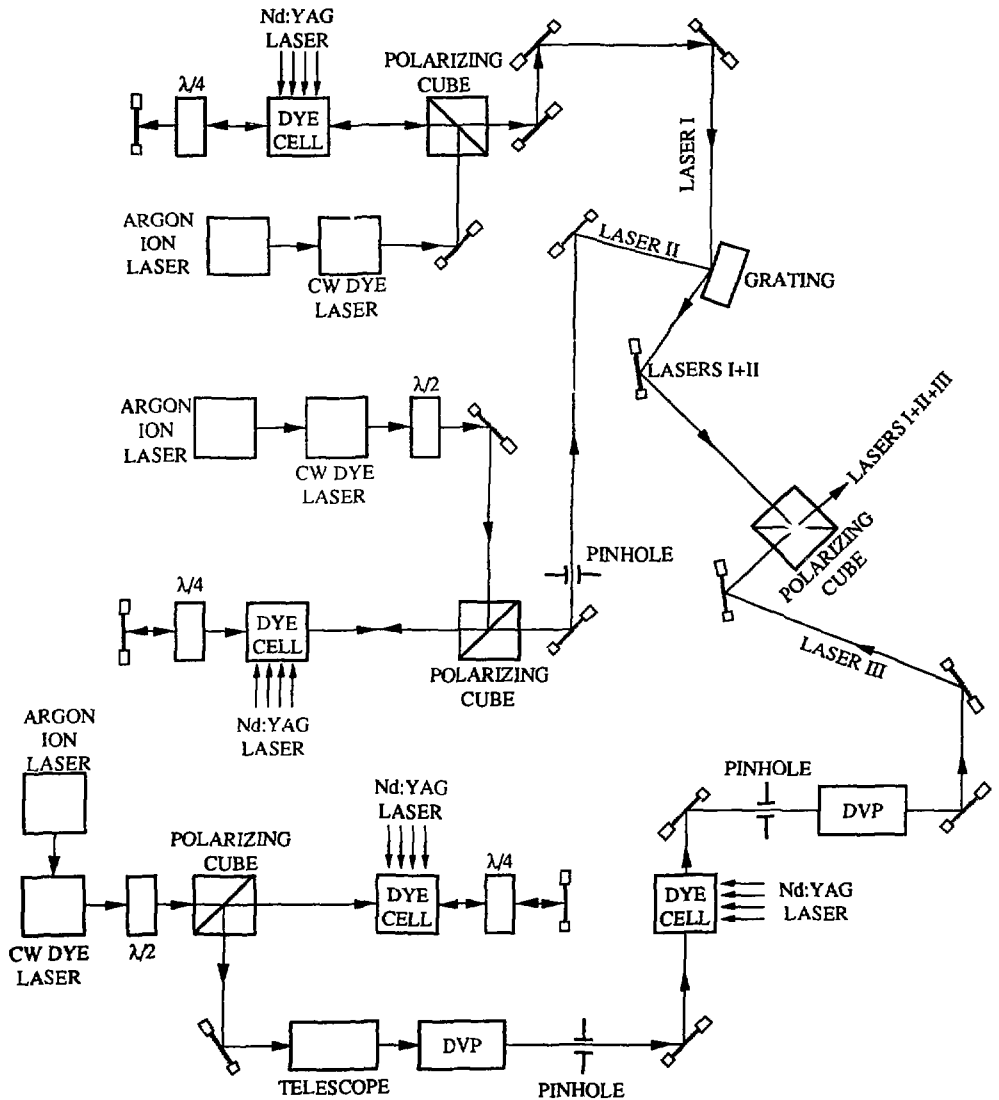 Nd:YAG
LASER
λ/4
DYE
CELL
POLARIZING
CUBE
LASER I
ARGON
ION
LASER
CW DYE
LASER
LASER II
GRATING
LASERS I+II
ARGON
ION
LASER
CW DYE
LASER
λ/2
LASERS I+II+III
POLARIZING
CUBE
PINHOLE
λ/4
DYE
CELL
POLARIZING
CUBE
Nd:YAG
LASER
LASER III
ARGON
ION
LASER
CW DYE
LASER
λ/2
POLARIZING
CUBE
Nd:YAG
LASER
DYE
CELL
λ/4
PINHOLE
DVP
DYE
CELL
Nd:YAG
LASER
TELESCOPE
DVP
PINHOLE